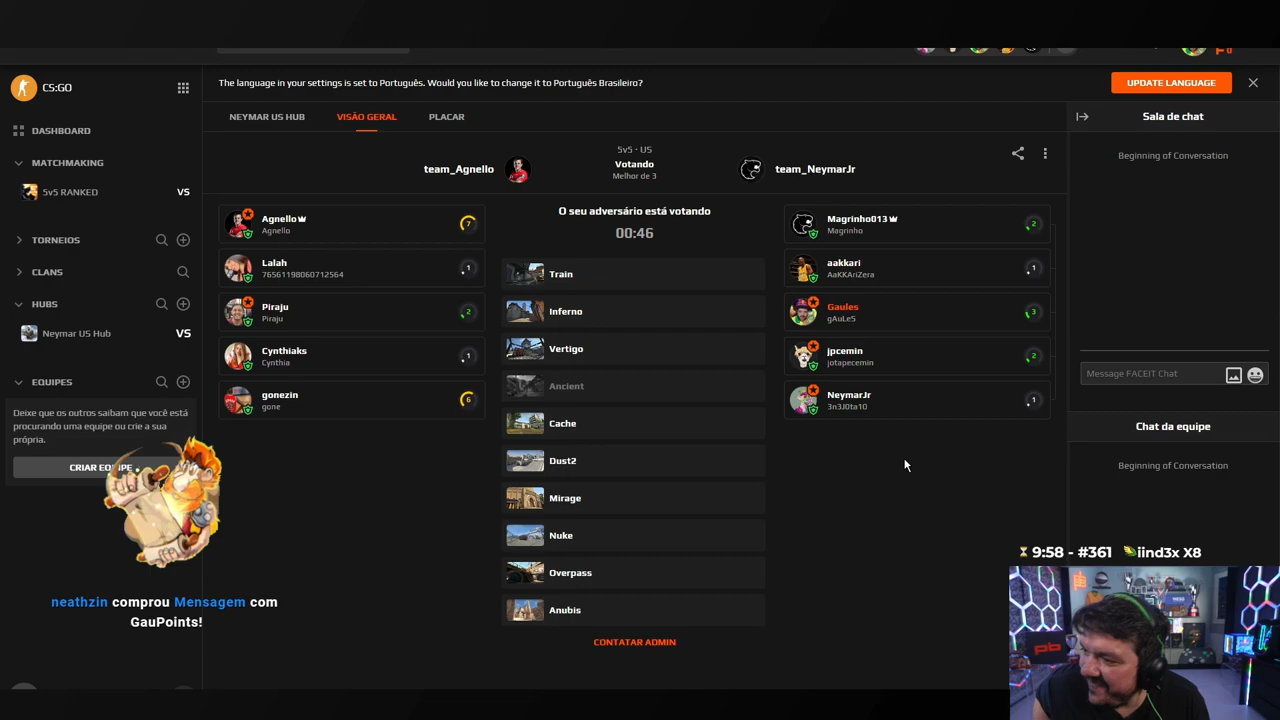 CS:GO
The language in your settings is set to Português. Would you like to change it to Português Brasileiro?
UPDATE LANGUAGE
DASHBOARD
MATCHMAKING
5v5 RANKED
VS
TORNEIOS
CLANS
HUBS
Neymar US Hub
VS
EQUIPES
Deixe que os outros saibam que você está
procurando uma equipe ou crie a sua
própria.
CRIAR EQUIPE
neathzin comprou Mensagem com
GauPoints!
NEYMAR US HUB
VISÃO GERAL
PLACAR
team_Agnello
5v5 · US
Votando
Melhor de 3
team_NeymarJr
Agnello
Agnello
7
Lalah
76561198060712564
1
Piraju
Piraju
2
Cynthiaks
Cynthia
1
gonezin
gone
6
O seu adversário está votando
00:46
Train
Inferno
Vertigo
Ancient
Cache
Dust2
Mirage
Nuke
Overpass
Anubis
CONTATAR ADMIN
Magrinho013
Magrinho
2
aakkari
AaKKAriZera
1
Gaules
gAuLeS
3
jpcemin
jotapecemin
2
NeymarJr
3n3J0ta10
1
Sala de chat
Beginning of Conversation
Message FACEIT Chat
Chat da equipe
Beginning of Conversation
9:58 - #361
iind3x X8